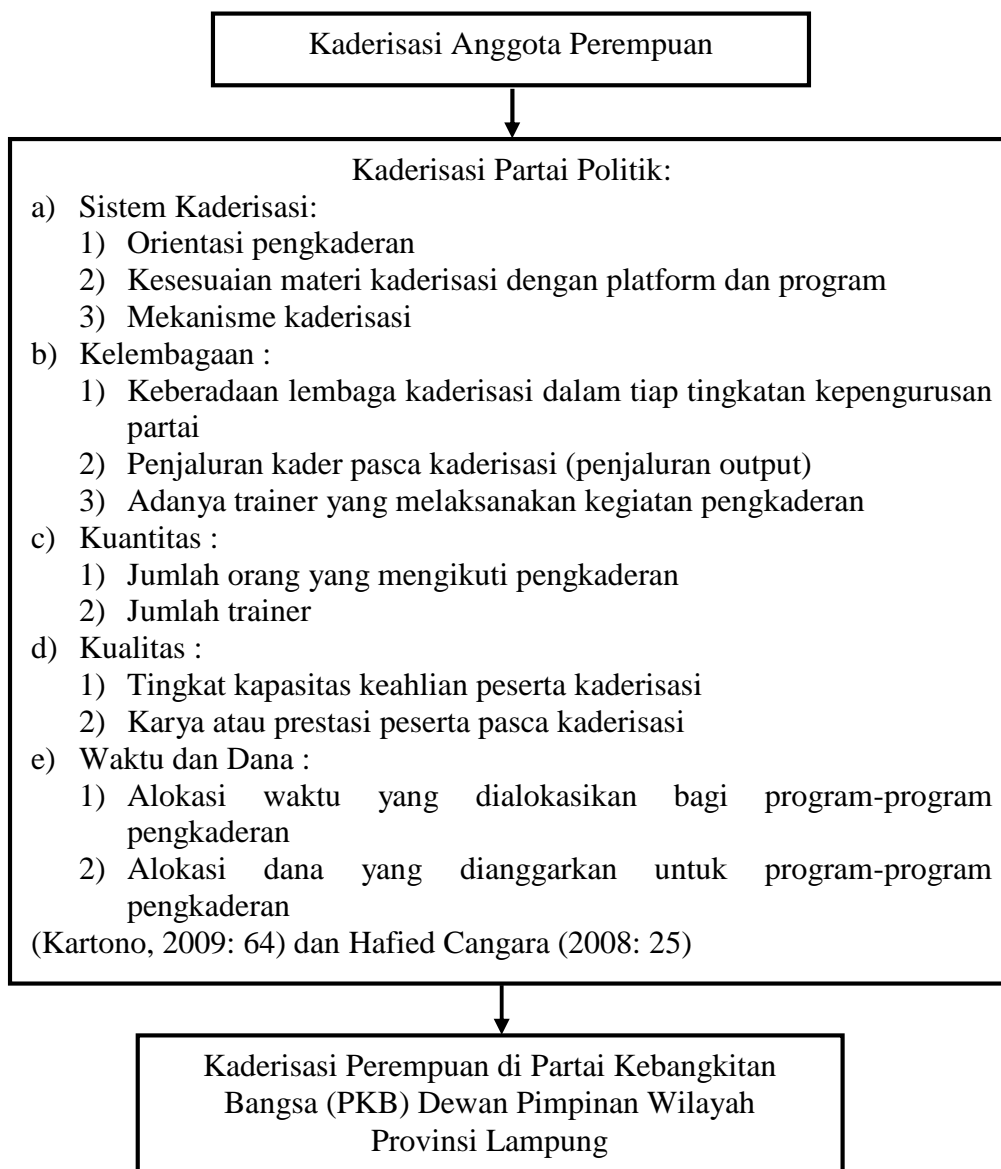 Kaderisasi Anggota Perempuan
Kaderisasi Partai Politik:
a) Sistem Kaderisasi:
1) Orientasi pengkaderan
2) Kesesuaian materi kaderisasi dengan platform dan program
3) Mekanisme kaderisasi
b) Kelembagaan :
1) Keberadaan lembaga kaderisasi dalam tiap tingkatan kepengurusan
partai
2) Penjaluran kader pasca kaderisasi (penjaluran output)
3) Adanya trainer yang melaksanakan kegiatan pengkaderan
c) Kuantitas :
1) Jumlah orang yang mengikuti pengkaderan
2) Jumlah trainer
d) Kualitas :
1) Tingkat kapasitas keahlian peserta kaderisasi
2) Karya atau prestasi peserta pasca kaderisasi
e) Waktu dan Dana :
1) Alokasi waktu yang dialokasikan bagi program-program
pengkaderan
2) Alokasi dana yang dianggarkan untuk program-program
pengkaderan
(Kartono, 2009: 64) dan Hafied Cangara (2008: 25)
Kaderisasi Perempuan di Partai Kebangkitan
Bangsa (PKB) Dewan Pimpinan Wilayah
Provinsi Lampung